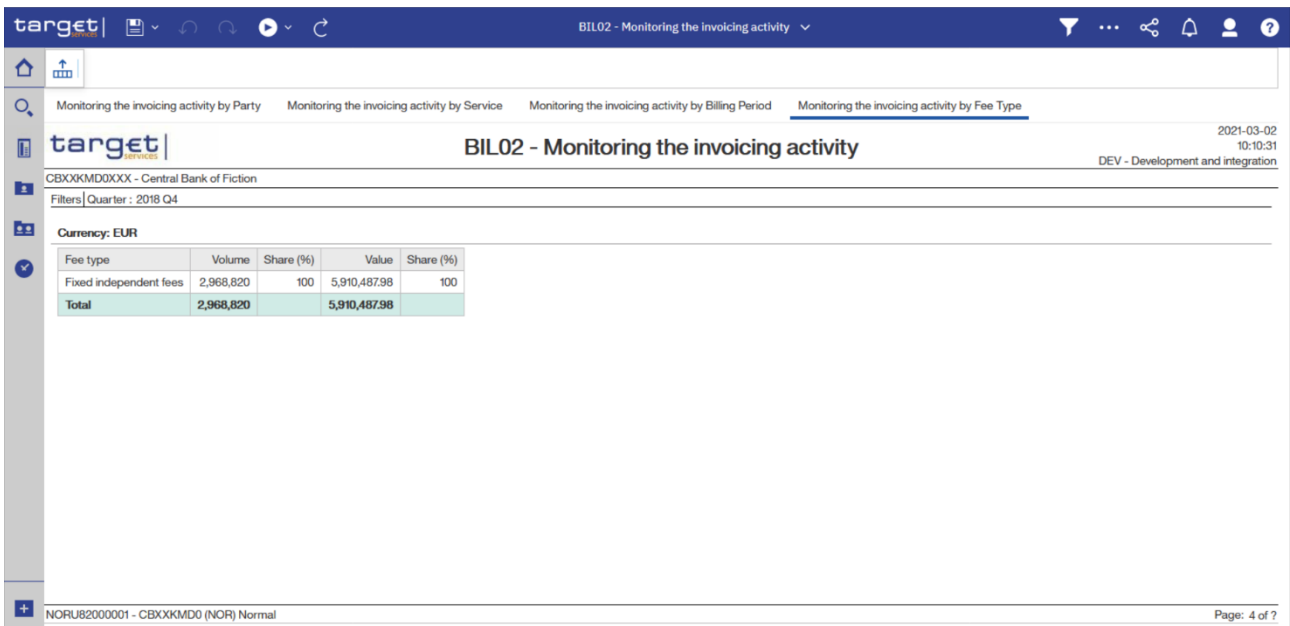 target| BIL02 - Monitoring the invoicing activity
services
Monitoring the invoicing activity by Party Monitoring the invoicing activity by Service Monitoring the invoicing activity by Billing Period Monitoring the invoicing activity by Fee Type
target| BIL02 - Monitoring the invoicing activity
services
2021-03-02
10:10:31
DEV - Development and integration
CBXXKMD0XXX - Central Bank of Fiction
Filters Quarter : 2018 Q4
Currency: EUR
Fee type Volume Share (%) Value Share (%)
Fixed independent fees 2,968,820 100 5,910,487.98 100
Total 2,968,820 5,910,487.98
NORU82000001 - CBXXKMD0 (NOR) Normal Page: 4 of ?